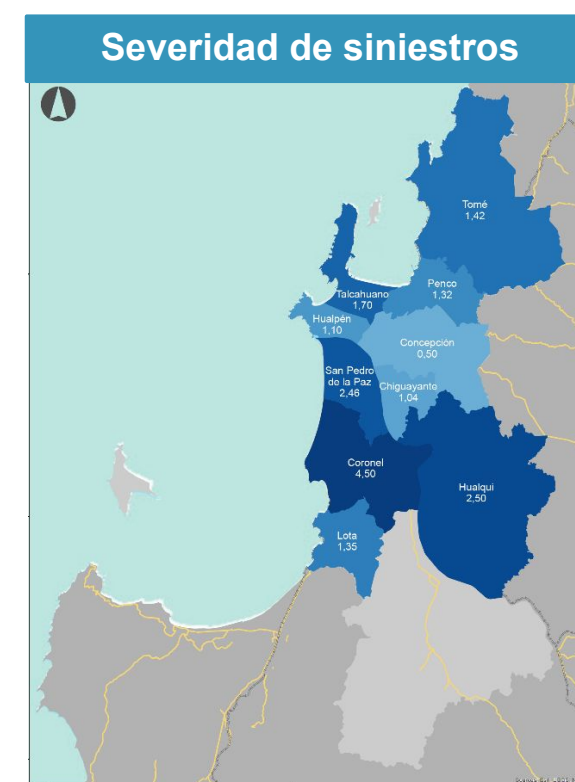 Severidad de siniestros
Tomé
1,42
Talcahuano
1,70
Penco
1,32
Hualpén
1,10
Concepción
0,50
San Pedro
de la Paz
2,46
Chiguayante
1,04
Coronel
4,50
Hualqui
2,50
Lota
1,35